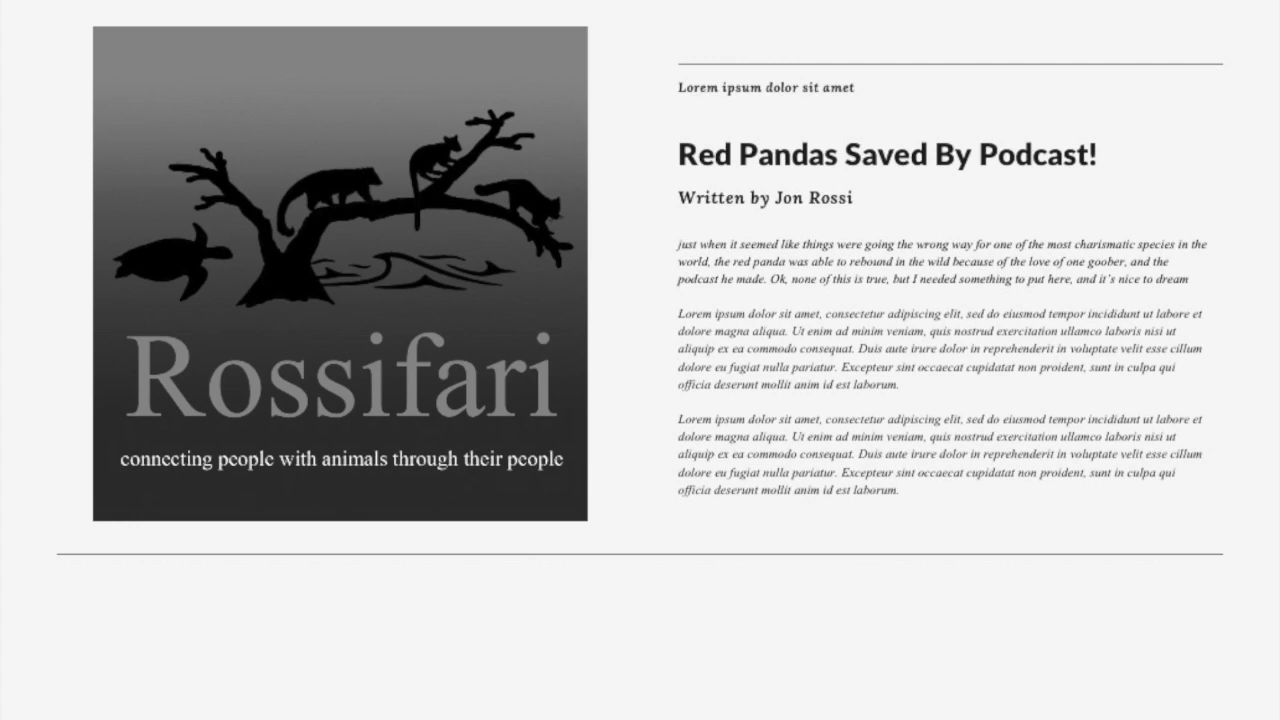 Rossifari
connecting people with animals through their people
Lorem ipsum dolor sit amet
Red Pandas Saved By Podcast!
Written by Jon Rossi
just when it seemed like things were going the wrong way for one of the most charismatic species in the
world, the red panda was able to rebound in the wild because of the love of one goober, and the
podcast he made. Ok, none of this is true, but I needed something to put here, and it's nice to dream
Lorem ipsum dolor sit amet, consectetur adipiscing elit, sed do eiusmod tempor incididunt ut labore et
dolore magna aliqua. Ut enim ad minim veniam, quis nostrud exercitation ullamco laboris nisi ut
aliquip ex ea commodo consequat. Duis aute irure dolor in reprehenderit in voluptate velit esse cillum
dolore eu fugiat nulla pariatur. Excepteur sint occaecat cupidatat non proident, sunt in culpa qui
officia deserunt mollit anim id est laborum.
Lorem ipsum dolor sit amet, consectetur adipiscing elit, sed do eiusmod tempor incididunt ut labore et
dolore magna aliqua. Ut enim ad minim veniam, quis nostrud exercitation ullamco laboris nisi ut
aliquip ex ea commodo consequat. Duis aute irure dolor in reprehenderit in voluptate velit esse cillum
dolore eu fugiat nulla pariatur. Excepteur sint occaecat cupidatat non proident, sunt in culpa qui
officia deserunt mollit anim id est laborum.